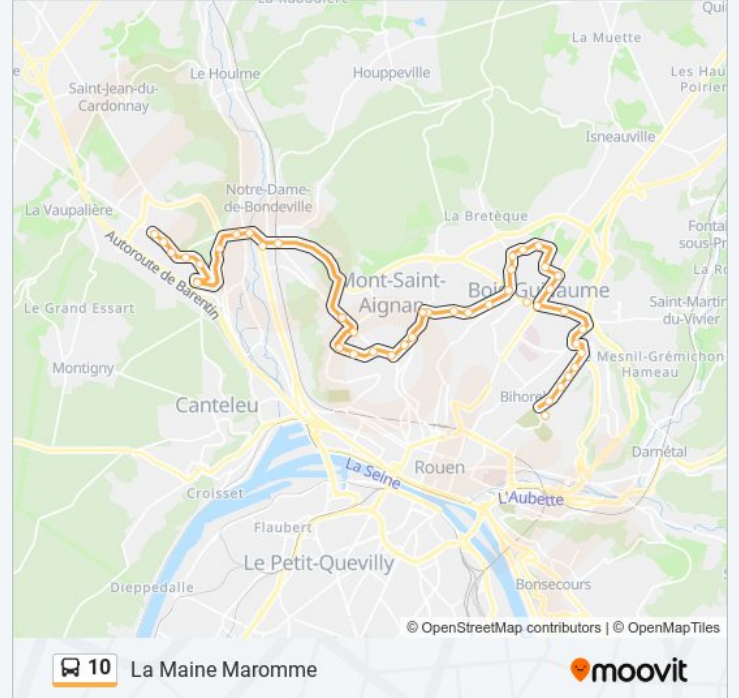 Qui
La Muette
Le Houlme
Houppeville
Les Hau
Poirier
Saint-Jean-du-
Cardonnay
Isneauville
Notre-Dame-
de-Bondeville
La Vaupalière
La Bretèque
Fontai
sous-Pr
Autoroute de Barentin
Mont-Saint-
Aignan
Bois-Guillaume
La Ro
Le Grand Essart
Saint-Martin
du-Vivier
Montigny
Mesnil-Grémichon
Hameau
Canteleu
Bihorel
Darnétal
La Seine
Rouen
Croisset
L'Aubette
Flaubert
Le Petit-Quevilly
Dieppedalle
Bonsecours
© OpenStreetMap contributors | © OpenMapTiles
10 La Maine Maromme
moovit